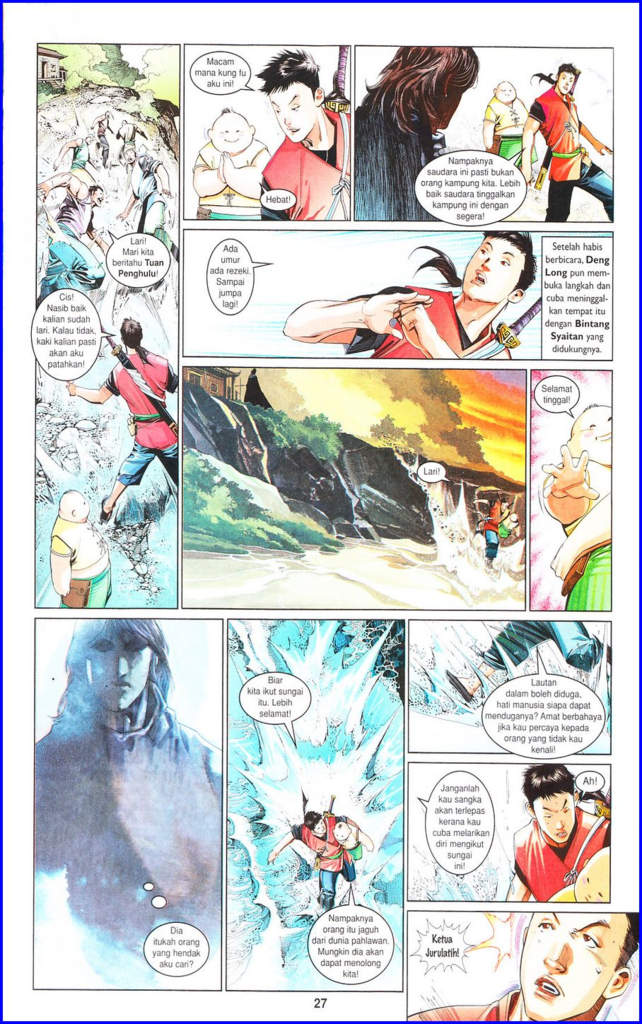 Lari!
Mari kita
beritahu Tuan
Penghulu!
Cis!
Nasib baik
kalian sudah
lari. Kalau tidak,
kaki kalian pasti
akan aku
patahkan!
Macam
mana kung fu
aku ini!
Hebat!
Nampaknya
saudara ini pasti bukan
orang kampung kita. Lebih
baik saudara tinggalkan
kampung ini dengan
segera!
Ada
umur
ada rezeki.
Sampai
jumpa
lagi!
Setelah habis
berbicara, Deng
Long pun mem-
buka langkah dan
cuba meninggal-
kan tempat itu
dengan Bintang
Syaitan yang
didukungnya.
Lari!
Selamat
tinggal!
Dia
itukah orang
yang hendak
aku cari?
Biar
kita ikut sungai
itu. Lebih
selamat!
Nampaknya
orang itu jaguh
dari dunia pahlawan.
Mungkin dia akan
dapat menolong
kita!
Lautan
dalam boleh diduga,
hati manusia siapa dapat
menduganya? Amat berbahaya
jika kau percaya kepada
orang yang tidak kau
kenali!
Janganlah
kau sangka
akan terlepas
kerana kau
cuba melarikan
diri mengikut
sungai
ini!
Ah!
Ketua
Jurulatih!
27